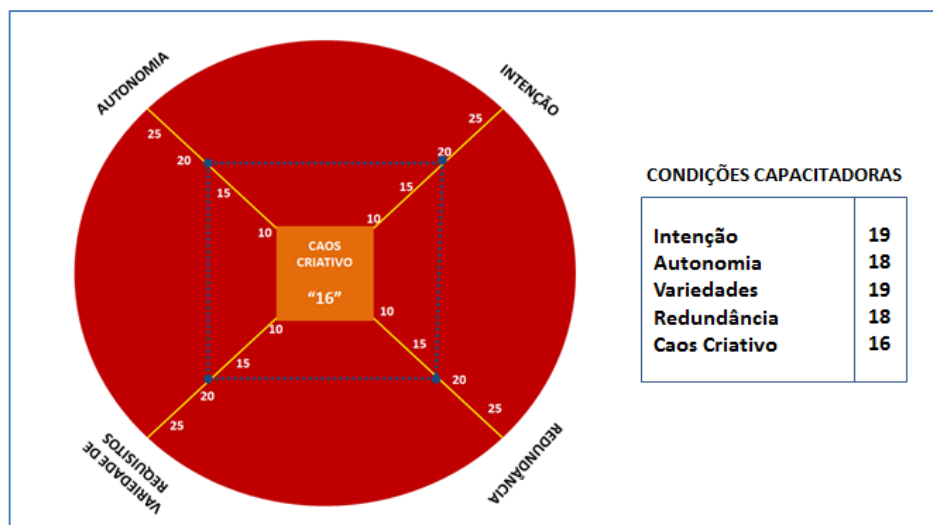 AUTONOMIA
INTENÇÃO
25
25
20
20
15
15
10
10
CAOS
CRIATIVO
“16”
10
10
15
15
20
20
25
25
VARIEDADE DE
REQUISITOS
REDUNDÂNCIA
CONDIÇÕES CAPACITADORAS
Intenção 19
Autonomia 18
Variedades 19
Redundância 18
Caos Criativo 16